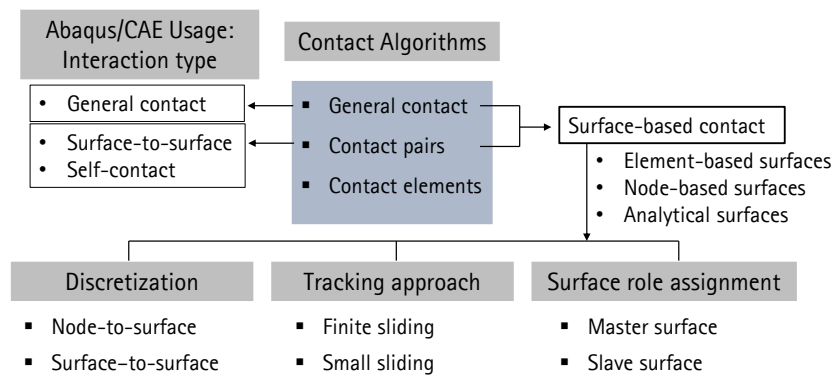 Abaqus/CAE Usage:
Interaction type
Contact Algorithms
• General contact
• Surface-to-surface
• Self-contact
▪ General contact
▪ Contact pairs
▪ Contact elements
Surface-based contact
• Element-based surfaces
• Node-based surfaces
• Analytical surfaces
Discretization
▪ Node-to-surface
▪ Surface–to-surface
Tracking approach
▪ Finite sliding
▪ Small sliding
Surface role assignment
▪ Master surface
▪ Slave surface